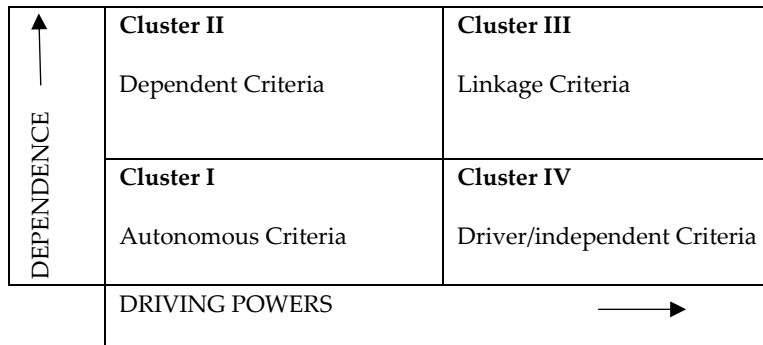 DEPENDENCE
Cluster II
Dependent Criteria
Cluster III
Linkage Criteria
Cluster I
Autonomous Criteria
Cluster IV
Driver/independent Criteria
DRIVING POWERS